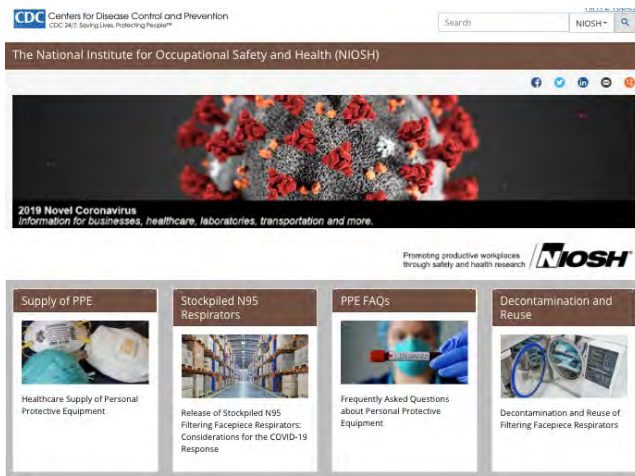 CDC Centers for Disease Control and Prevention
CDC 24/7. Saving Lives, Protecting People™
Search
NIOSH
The National Institute for Occupational Safety and Health (NIOSH)
2019 Novel Coronavirus
Information for businesses, healthcare, laboratories, transportation and more.
Promoting productive workplaces
through safety and health research
NIOSH
Supply of PPE
Healthcare Supply of Personal
Protective Equipment
Stockpiled N95
Respirators
Release of Stockpiled N95
Filtering Facepiece Respirators:
Considerations for the COVID-19
Response
PPE FAQs
Frequently Asked Questions
about Personal Protective
Equipment
Decontamination and
Reuse
Decontamination and Reuse of
Filtering Facepiece Respirators